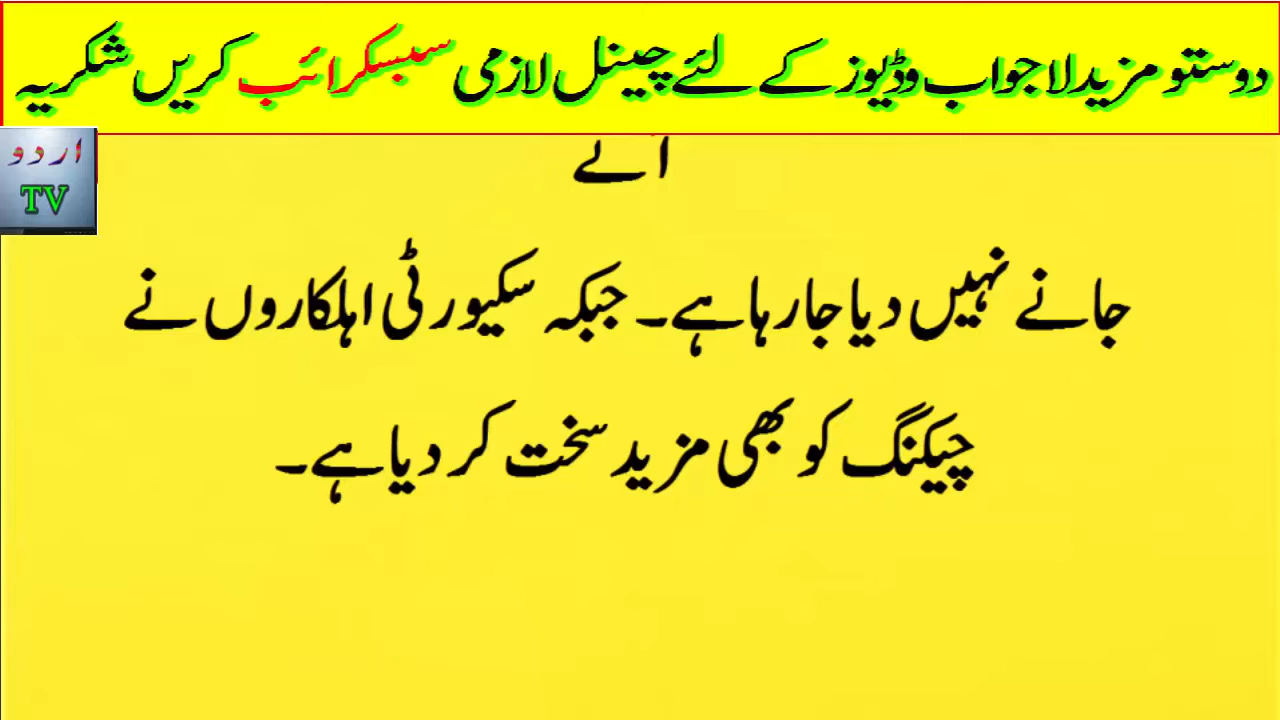 دوستو مزید لاجواب وڈیوز کے لئے چینل لازمی سبسکرائب کریں شکریہ
اردو
TV
آنے
جانے نہیں دیا جا رہا ہے۔ جبکہ سکیورٹی اہلکاروں نے
چیکنگ کو بھی مزید سخت کر دیا ہے۔